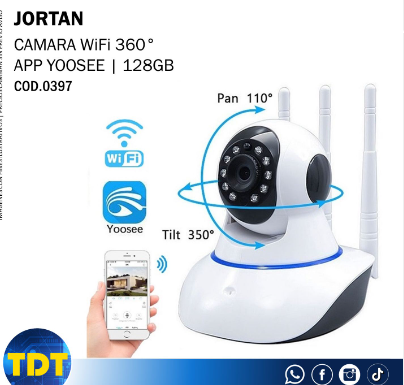 JORTAN
CAMARA WiFi 360°
APP YOOSEE | 128GB
COD.0397
Pan 110°
WiFi
Yoosee
Tilt 350°
TDT